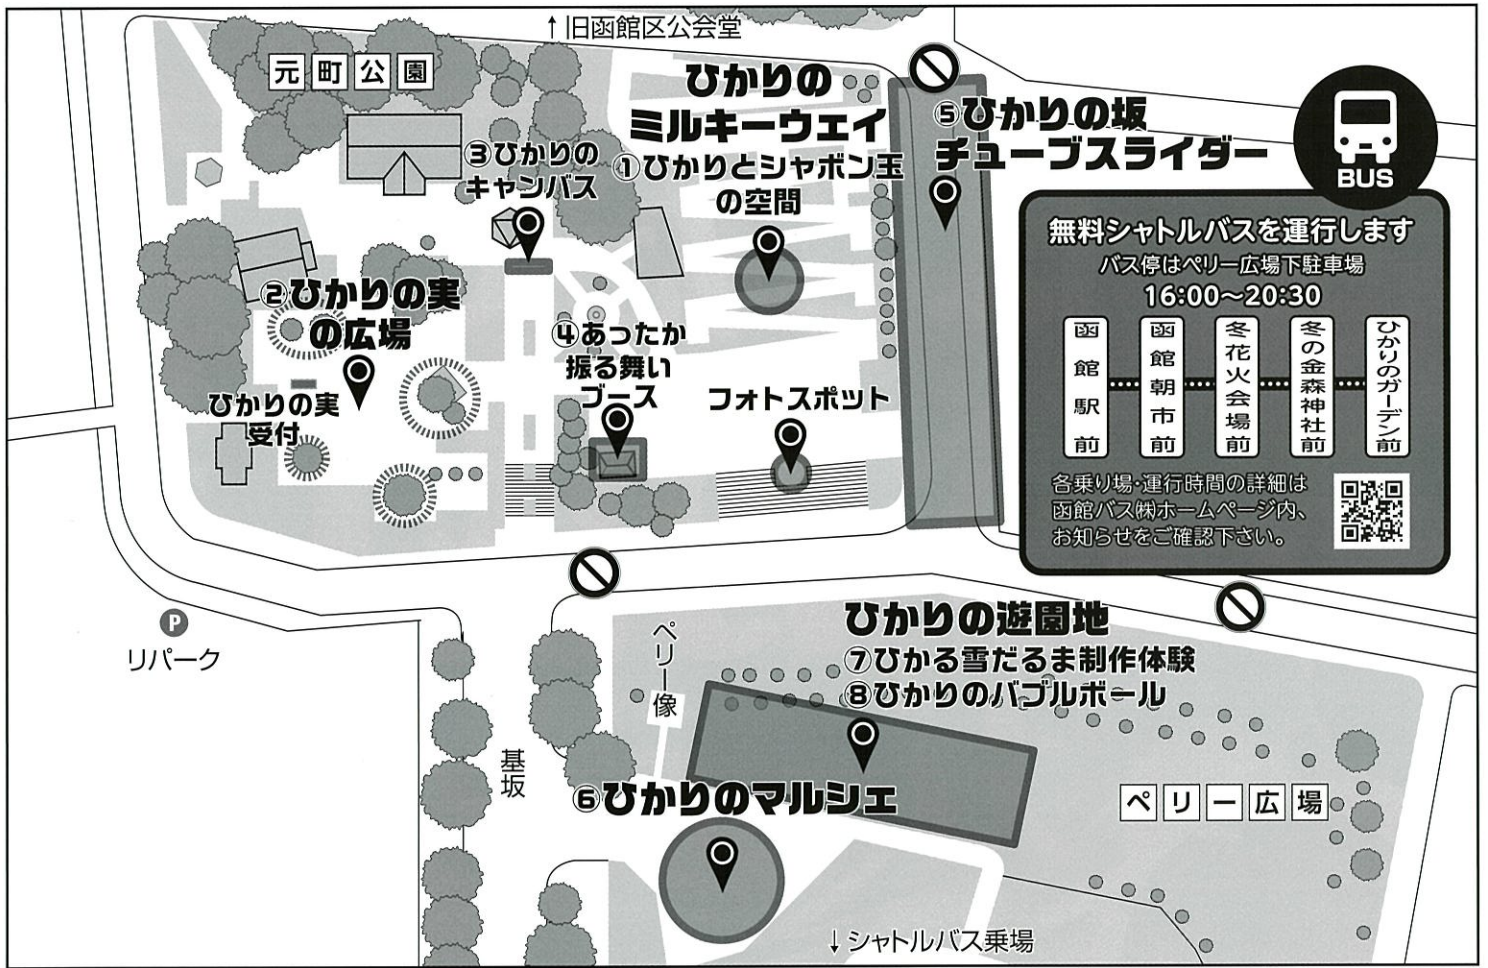 ↑旧函館区公会堂
元町公園
ひかりの
ミルキーウェイ
①ひかりとシャボン玉
の空間
③ひかりの
キャンバス
⑤ひかりの坂
チューブスライダー
②ひかりの実
の広場
ひかりの実
受付
④あったか
振る舞い
ブース
フォトスポット
BUS
無料シャトルバスを運行します
バス停はペリー広場下駐車場
16:00〜20:30
函館駅前
函館朝市前
冬花火会場前
冬の金森神社前
ひかりのガーデン前
各乗り場・運行時間の詳細は
函館バス㈱ホームページ内、
お知らせをご確認下さい。
P
リパーク
基坂
ペリー像
ひかりの遊園地
⑦ひかる雪だるま制作体験
⑧ひかりのバブルボール
⑥ひかりのマルシェ
ペリー広場
↓シャトルバス乗場